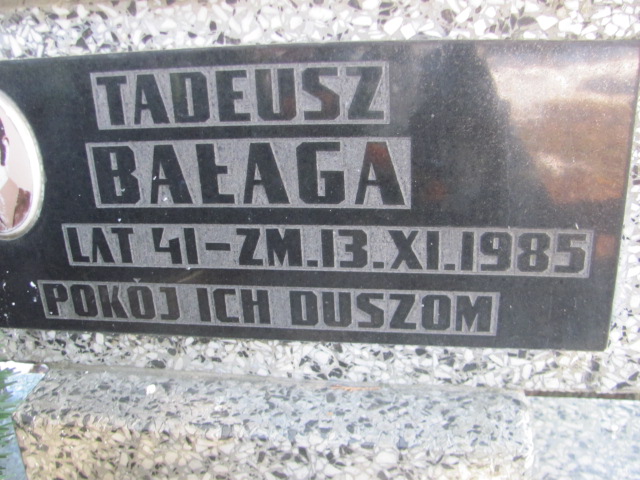 TADEUSZ
BAŁAGA
LAT 41-ZM.13.XI.1985
POKÓJ ICH DUSZOM